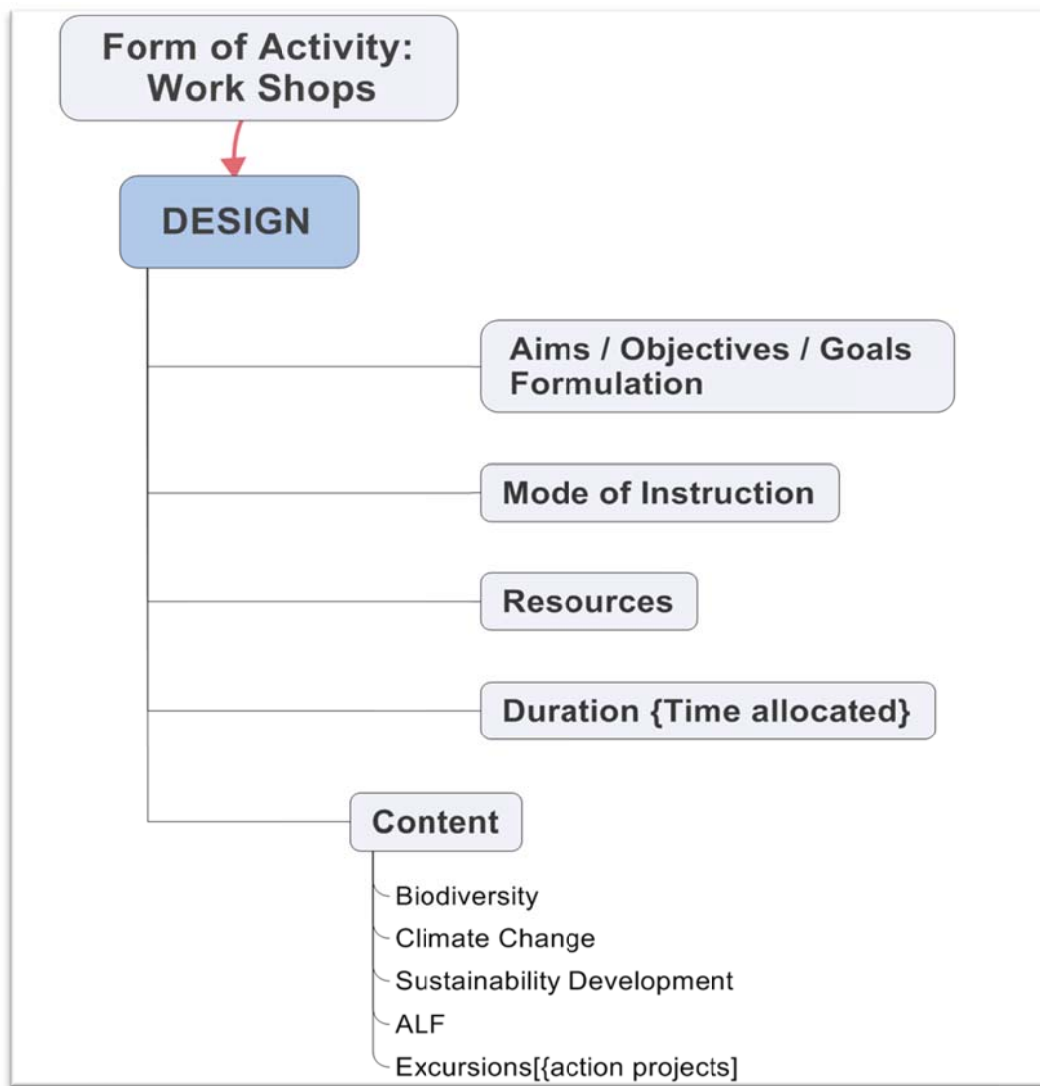 Form of Activity:
Work Shops
DESIGN
Aims / Objectives / Goals
Formulation
Mode of Instruction
Resources
Duration {Time allocated}
Content
Biodiversity
Climate Change
Sustainability Development
ALF
Excursions[{action projects]